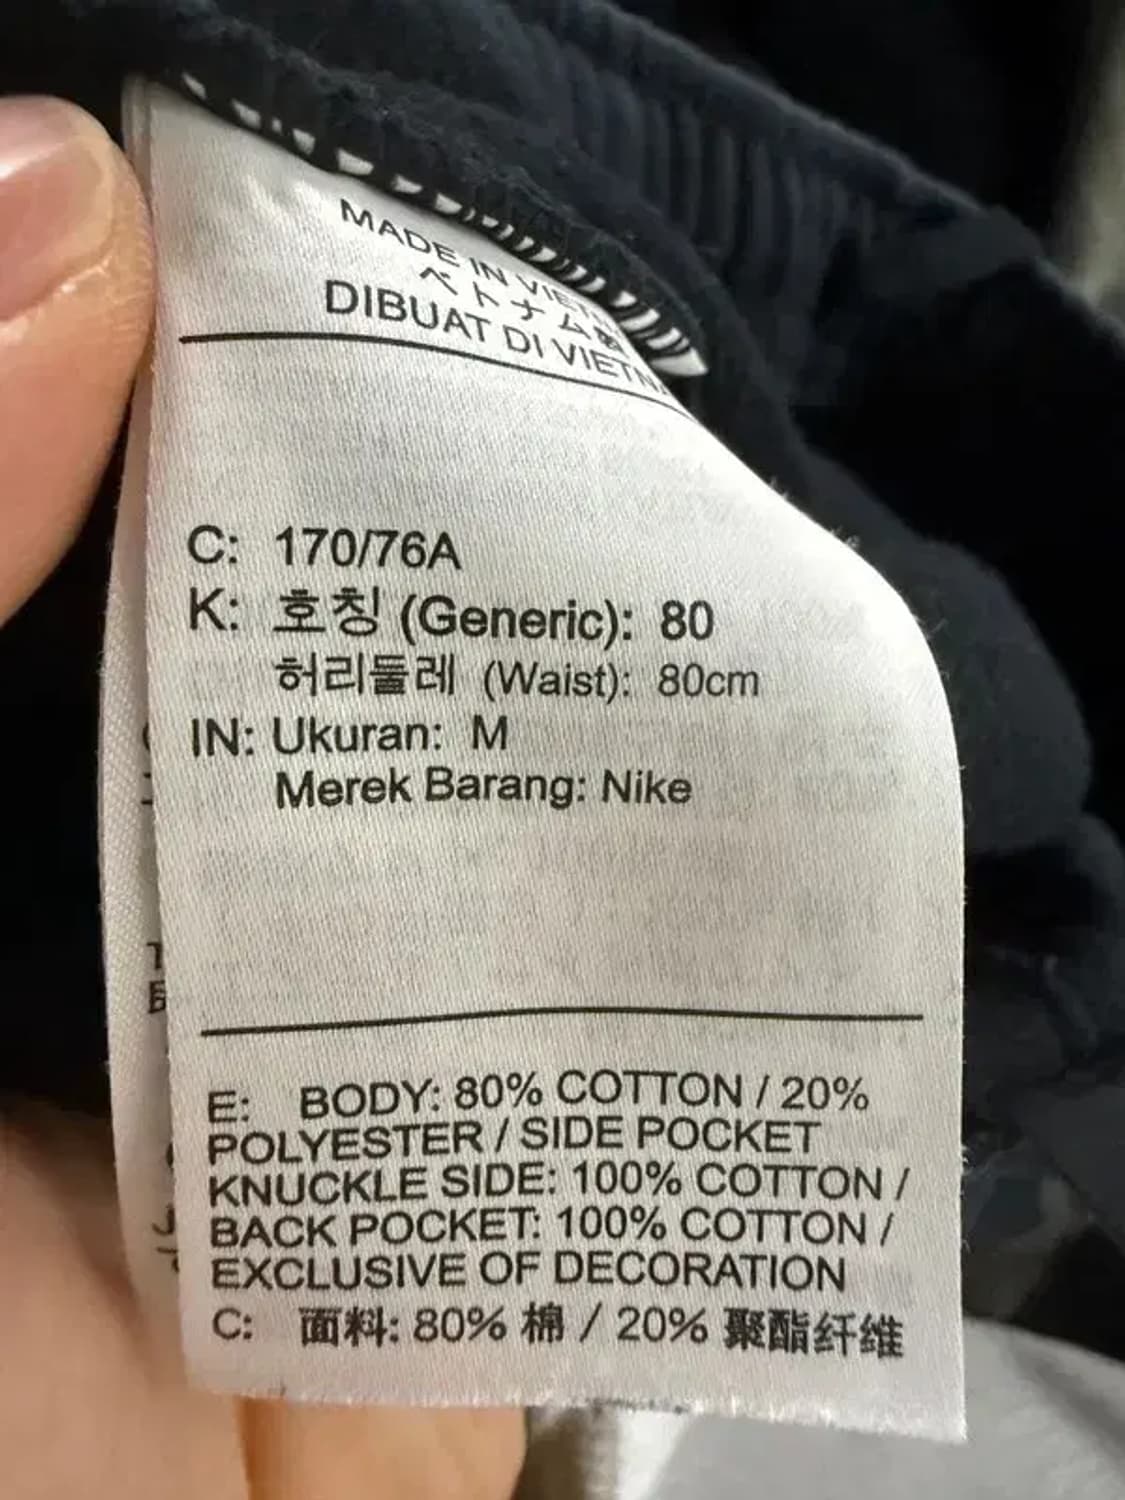 MADE IN
ベトナム製
DIBUAT DI
C: 170/76A
K: 호칭 (Generic): 80
허리둘레 (Waist): 80cm
IN: Ukuran: M
Merek Barang: Nike
E: BODY: 80% COTTON / 20%
POLYESTER / SIDE POCKET
KNUCKLE SIDE: 100% COTTON /
BACK POCKET: 100% COTTON /
EXCLUSIVE OF DECORATION
C: 面料: 80% 棉 / 20% 聚酯纤维